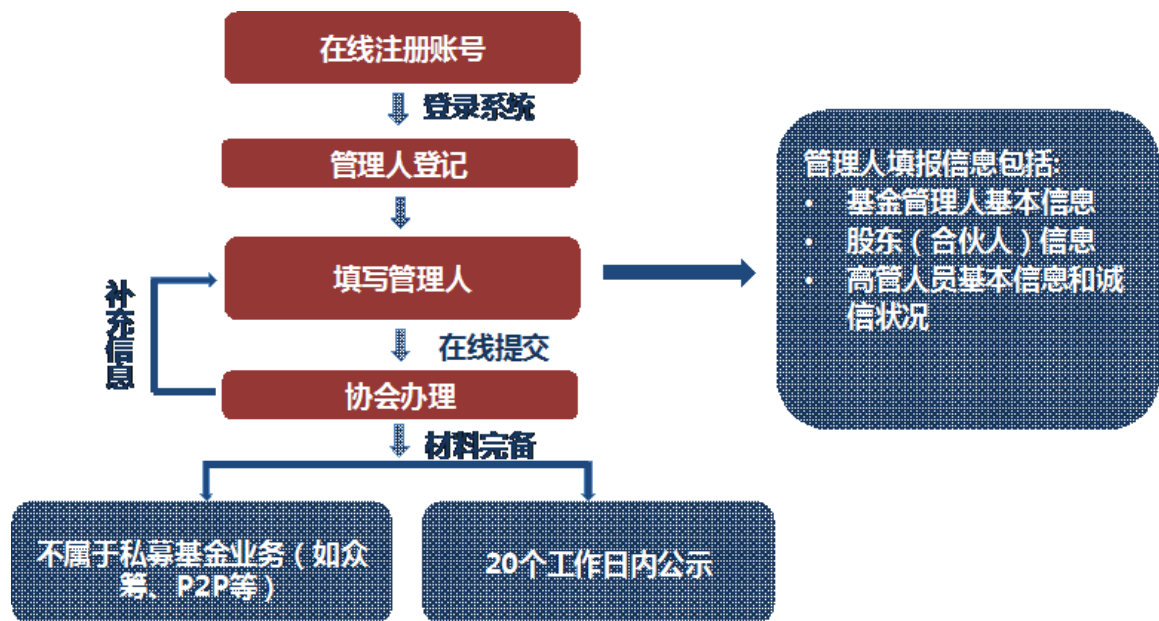 在线注册账号
登录系统
管理人登记
填写管理人
在线提交
协会办理
补充信息
材料完备
不属于私募基金业务（如众
筹、P2P等）
20个工作日内公示
管理人填报信息包括:
• 基金管理人基本信息
• 股东（合伙人）信息
• 高管人员基本信息和诚
信状况